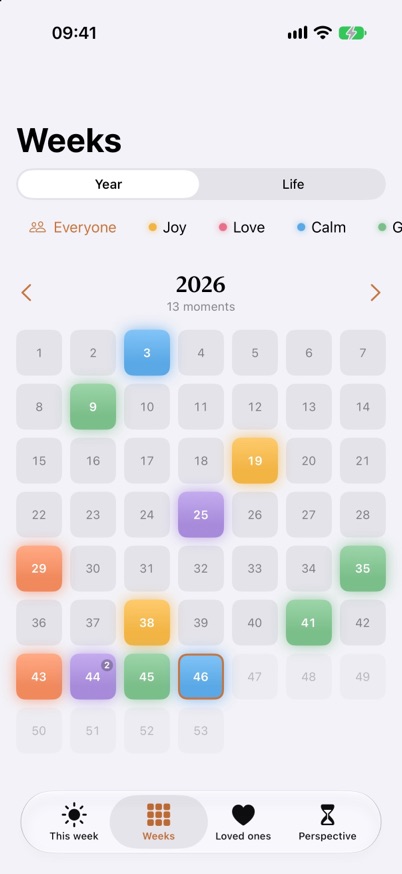 09:41
Weeks
Year Life
Everyone Joy Love Calm G
2026
13 moments
1 2 3 4 5 6 7
8 9 10 11 12 13 14
15 16 17 18 19 20 21
22 23 24 25 26 27 28
29 30 31 32 33 34 35
36 37 38 39 40 41 42
43 44 2 45 46 47 48 49
50 51 52 53
This week Weeks Loved ones Perspective